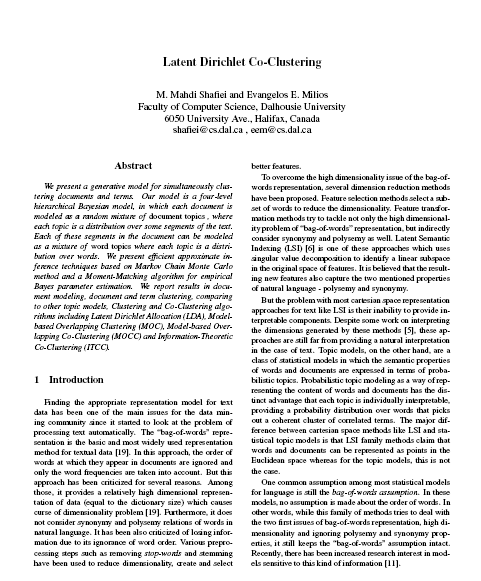 Latent Dirichlet Co-Clustering
M. Mahdi Shafiei and Evangelos E. Milios
Faculty of Computer Science, Dalhousie University
6050 University Ave., Halifax, Canada
shafiei@cs.dal.ca , eem@cs.dal.ca
Abstract
We present a generative model for simultaneously clus-
tering documents and terms. Our model is a four-level
hierarchical Bayesian model, in which each document is
modeled as a random mixture of document topics , where
each topic is a distribution over some segments of the text.
Each of these segments in the document can be modeled
as a mixture of word topics where each topic is a distri-
bution over words. We present efficient approximate in-
ference techniques based on Markov Chain Monte Carlo
method and a Moment-Matching algorithm for empirical
Bayes parameter estimation. We report results in docu-
ment modeling, document and term clustering, comparing
to other topic models, Clustering and Co-Clustering algo-
rithms including Latent Dirichlet Allocation (LDA), Model-
based Overlapping Clustering (MOC), Model-based Over-
lapping Co-Clustering (MOCC) and Information-Theoretic
Co-Clustering (ITCC).
1 Introduction
Finding the appropriate representation model for text
data has been one of the main issues for the data min-
ing community since it started to look at the problem of
processing text automatically. The “bag-of-words” repre-
sentation is the basic and most widely used representation
method for textual data [19]. In this approach, the order of
words at which they appear in documents are ignored and
only the word frequencies are taken into account. But this
approach has been criticized for several reasons. Among
those, it provides a relatively high dimensional represen-
tation of data (equal to the dictionary size) which causes
curse of dimensionality problem [19]. Furthermore, it does
not consider synonymy and polysemy relations of words in
natural language. It has been also criticized of losing infor-
mation due to its ignorance of word order. Various prepro-
cessing steps such as removing stop-words and stemming
have been used to reduce dimensionality, create and select
better features.
To overcome the high dimensionality issue of the bag-of-
words representation, several dimension reduction methods
have been proposed. Feature selection methods select a sub-
set of words to reduce the dimensionality. Feature transfor-
mation methods try to tackle not only the high dimensional-
ity problem of “bag-of-words” representation, but indirectly
consider synonymy and polysemy as well. Latent Semantic
Indexing (LSI) [6] is one of these approaches which uses
singular value decomposition to identify a linear subspace
in the original space of features. It is believed that the result-
ing new features also capture the two mentioned properties
of natural language - polysemy and synonymy.
But the problem with most cartesian space representation
approaches for text like LSI is their inability to provide in-
terpretable components. Despite some work on interpreting
the dimensions generated by these methods [5], these ap-
proaches are still far from providing a natural interpretation
in the case of text. Topic models, on the other hand, are a
class of statistical models in which the semantic properties
of words and documents are expressed in terms of proba-
bilistic topics. Probabilistic topic modeling as a way of rep-
resenting the content of words and documents has the dis-
tinct advantage that each topic is individually interpretable,
providing a probability distribution over words that picks
out a coherent cluster of correlated terms. The major dif-
ference between cartesian space methods like LSI and sta-
tistical topic models is that LSI family methods claim that
words and documents can be represented as points in the
Euclidean space whereas for the topic models, this is not
the case.
One common assumption among most statistical models
for language is still the bag-of-words assumption. In these
models, no assumption is made about the order of words. In
other words, while this family of methods tries to deal with
the two first issues of bag-of-words representation, high di-
mensionality and ignoring polysemy and synonymy prop-
erties, it still keeps the “bag-of-words” assumption intact.
Recently, there has been increased research interest in mod-
els sensitive to this kind of information [11].